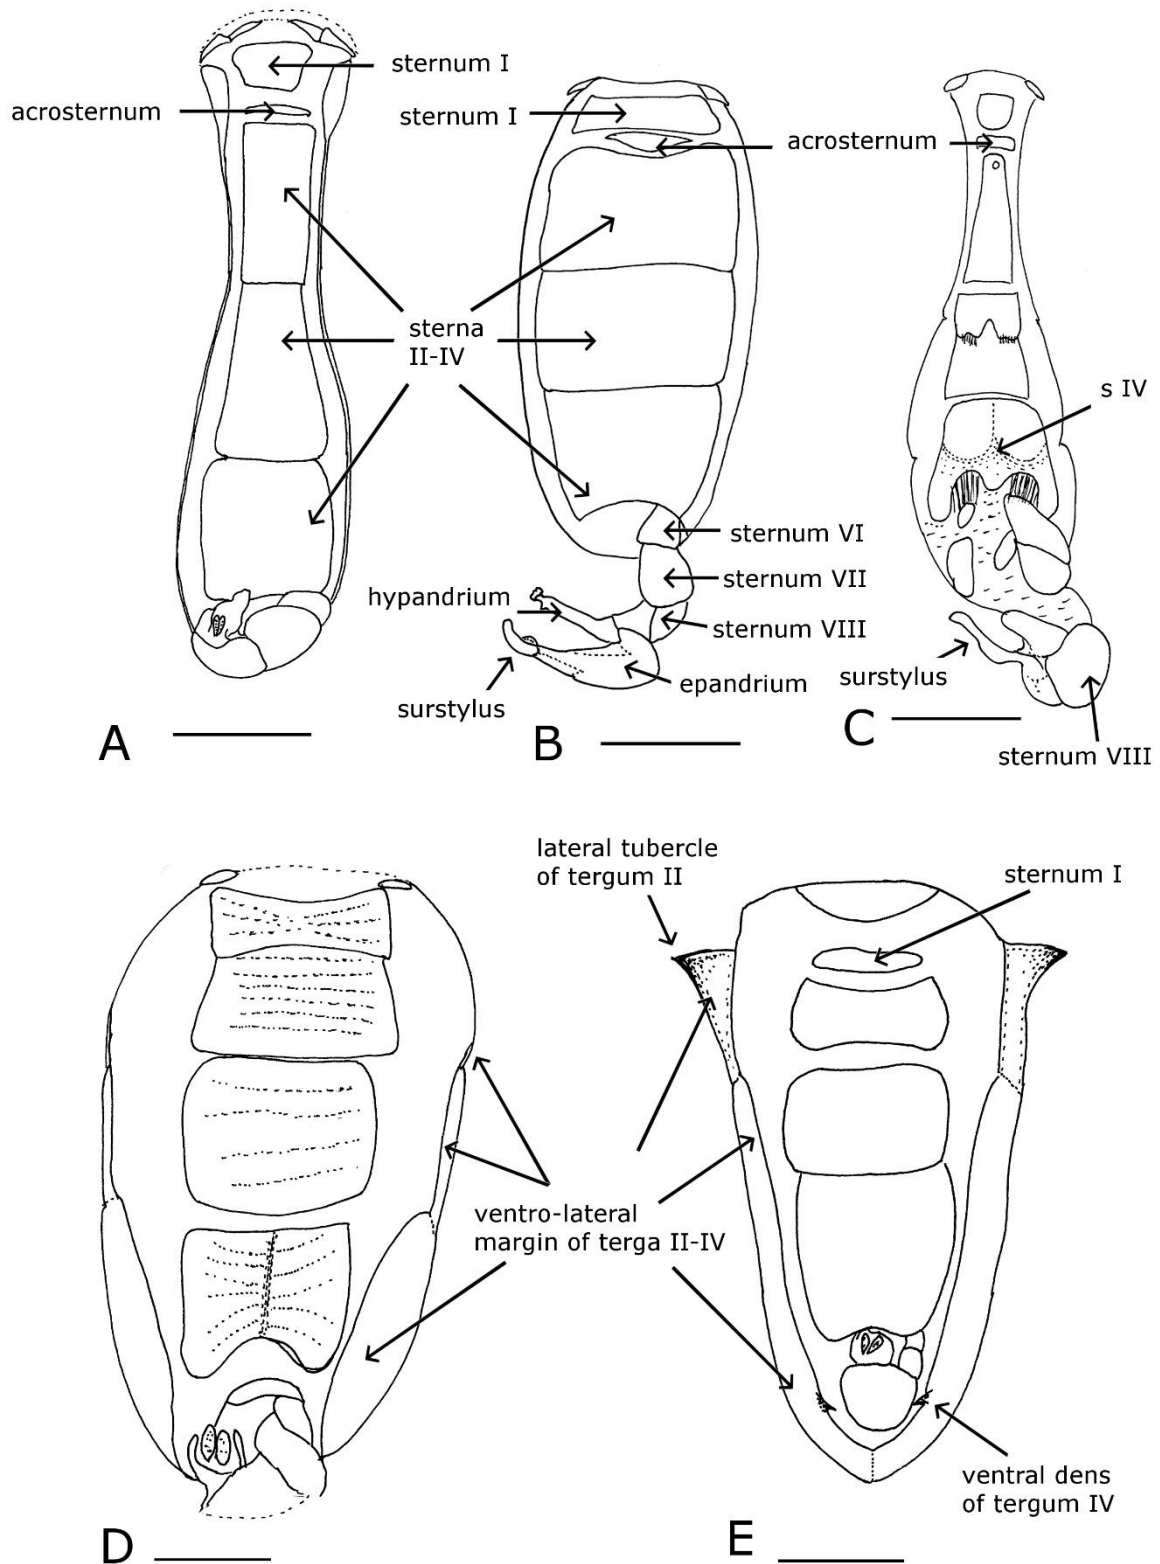 sternum I
acrosternum
sternum I
acrosternum
sterna
II-IV
s IV
sternum VI
sternum VII
hypandrium
sternum VIII
surstylus
epandrium
surstylus
sternum VIII
A
B
C
lateral tubercle
of tergum II
sternum I
ventro-lateral
margin of terga II-IV
ventral dens
of tergum IV
D
E